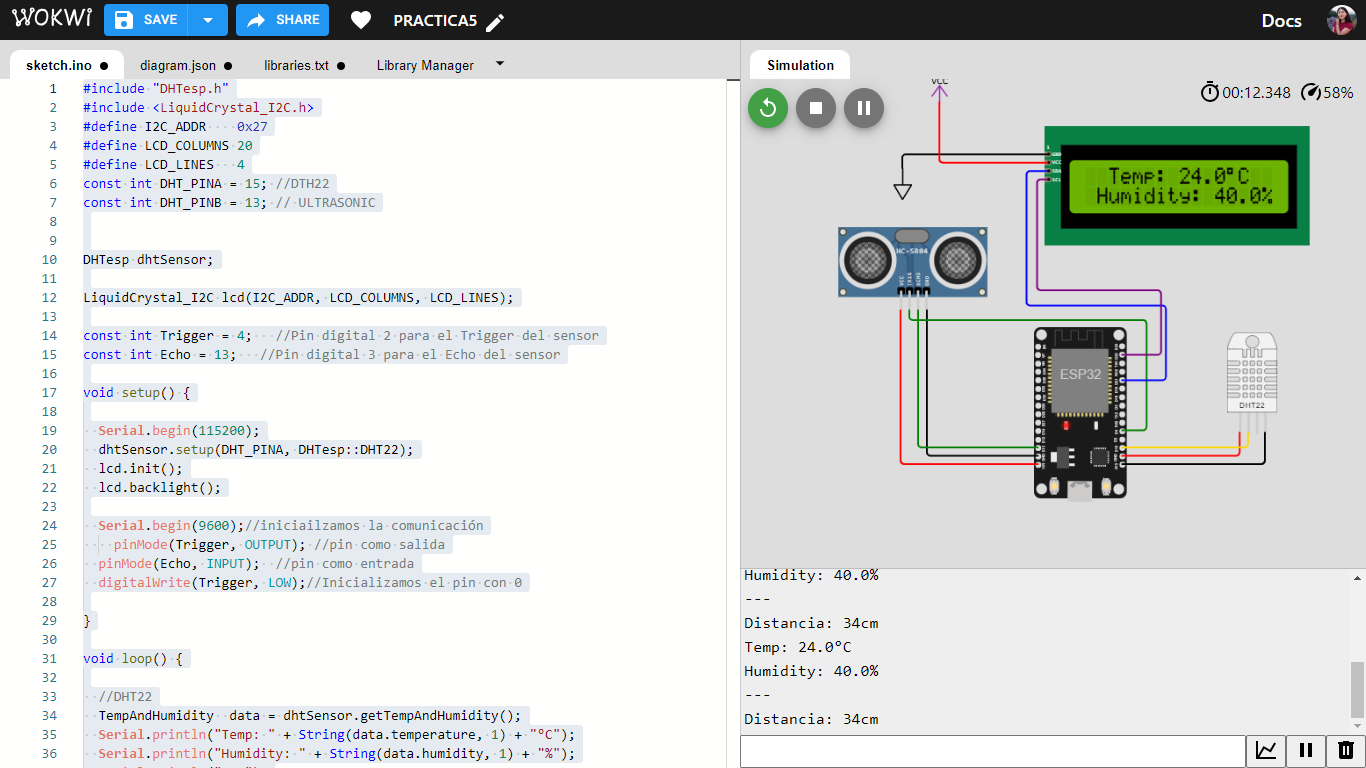 WOKWI SAVE SHARE PRACTICA5 Docs
sketch.ino ● diagram.json ● libraries.txt ● Library Manager
Simulation
1 #include "DHTesp.h"
2 #include <LiquidCrystal_I2C.h>
3 #define I2C_ADDR    0x27
4 #define LCD_COLUMNS 20
5 #define LCD_LINES   4
6 const int DHT_PINA = 15; //DTH22
7 const int DHT_PINB = 13; // ULTRASONIC
8
9
10 DHTesp dhtSensor;
11
12 LiquidCrystal_I2C lcd(I2C_ADDR, LCD_COLUMNS, LCD_LINES);
13
14 const int Trigger = 4;   //Pin digital 2 para el Trigger del sensor
15 const int Echo = 13;   //Pin digital 3 para el Echo del sensor
16
17 void setup() {
18
19   Serial.begin(115200);
20   dhtSensor.setup(DHT_PINA, DHTesp::DHT22);
21   lcd.init();
22   lcd.backlight();
23
24   Serial.begin(9600);//iniciailzamos la comunicación
25     pinMode(Trigger, OUTPUT); //pin como salida
26   pinMode(Echo, INPUT);  //pin como entrada
27   digitalWrite(Trigger, LOW);//Inicializamos el pin con 0
28
29 }
30
31 void loop() {
32
33   //DHT22
34   TempAndHumidity  data = dhtSensor.getTempAndHumidity();
35   Serial.println("Temp: " + String(data.temperature, 1) + "°C");
36   Serial.println("Humidity: " + String(data.humidity, 1) + "%");
VCC
00:12.348 58%
1
GND
VCC
SDA
SCL
Temp: 24.0°C
Humidity: 40.0%
HC-SR04
VCC
TRIG
ECHO
GND
ESP32
DHT22
Humidity: 40.0%
---
Distancia: 34cm
Temp: 24.0°C
Humidity: 40.0%
---
Distancia: 34cm